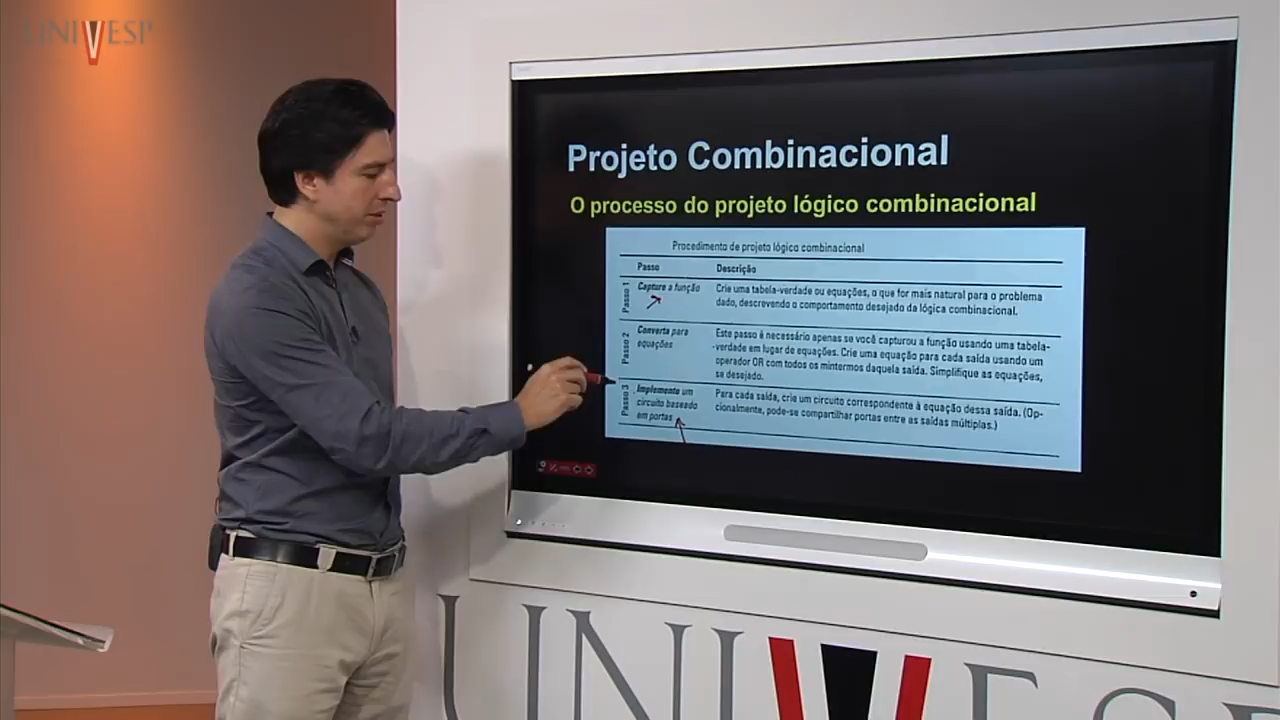 UNIVESP
Projeto Combinacional
O processo do projeto lógico combinacional
Procedimento de projeto lógico combinacional
Passo Descrição
Passo 1
Capture a função
Crie uma tabela-verdade ou equações, o que for mais natural para o problema
dado, descrevendo o comportamento desejado da lógica combinacional.
Passo 2
Converta para
equações
Este passo é necessário apenas se você capturou a função usando uma tabela-
-verdade em lugar de equações. Crie uma equação para cada saída usando um
operador OR com todos os mintermos daquela saída. Simplifique as equações,
se desejado.
Passo 3
Implemente um
circuito baseado
em portas
Para cada saída, crie um circuito correspondente à equação dessa saída. (Op-
cionalmente, pode-se compartilhar portas entre as saídas múltiplas.)
UNIVESP